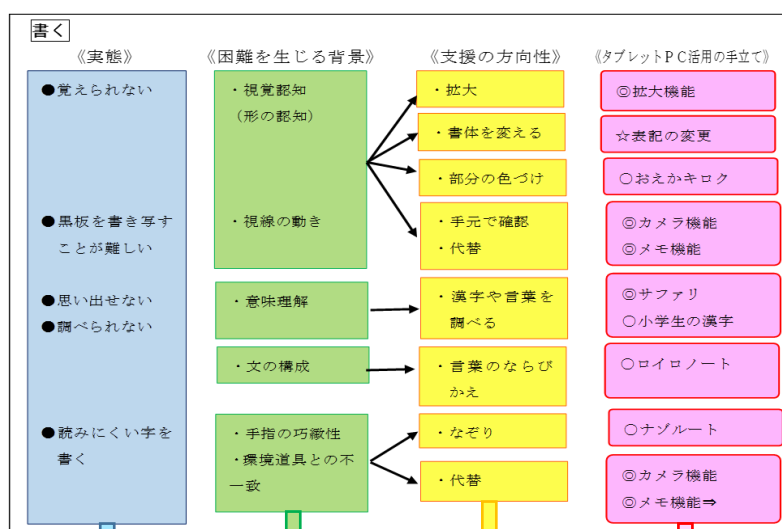 書く
《実態》
《困難を生じる背景》
《支援の方向性》
《タブレットPC活用の手立て》
●覚えられない
・視覚認知
(形の認知)
・拡大
◎拡大機能
・書体を変える
☆表記の変更
・部分の色づけ
○おえかキロク
●黒板を書き写す
ことが難しい
・視線の動き
・手元で確認
・代替
◎カメラ機能
◎メモ機能
●思い出せない
●調べられない
・意味理解
・漢字や言葉を
調べる
◎サファリ
○小学生の漢字
・文の構成
・言葉のならび
かえ
○ロイロノート
●読みにくい字を
書く
・手指の巧緻性
・環境道具との不
一致
・なぞり
○ナゾルート
・代替
◎カメラ機能
◎メモ機能⇒